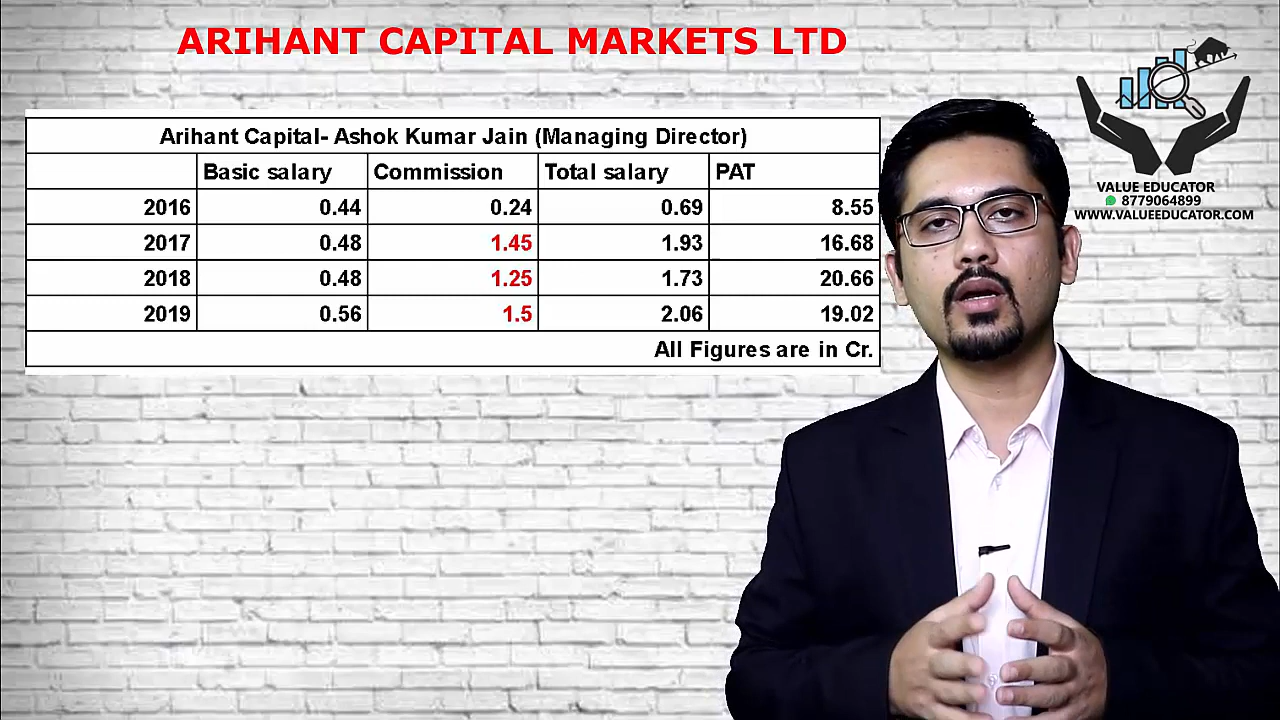 ARIHANT CAPITAL MARKETS LTD
Arihant Capital- Ashok Kumar Jain (Managing Director)
Basic salary Commission Total salary PAT
2016 0.44 0.24 0.69 8.55
2017 0.48 1.45 1.93 16.68
2018 0.48 1.25 1.73 20.66
2019 0.56 1.5 2.06 19.02
All Figures are in Cr.
VALUE EDUCATOR
8779064899
WWW.VALUEEDUCATOR.COM